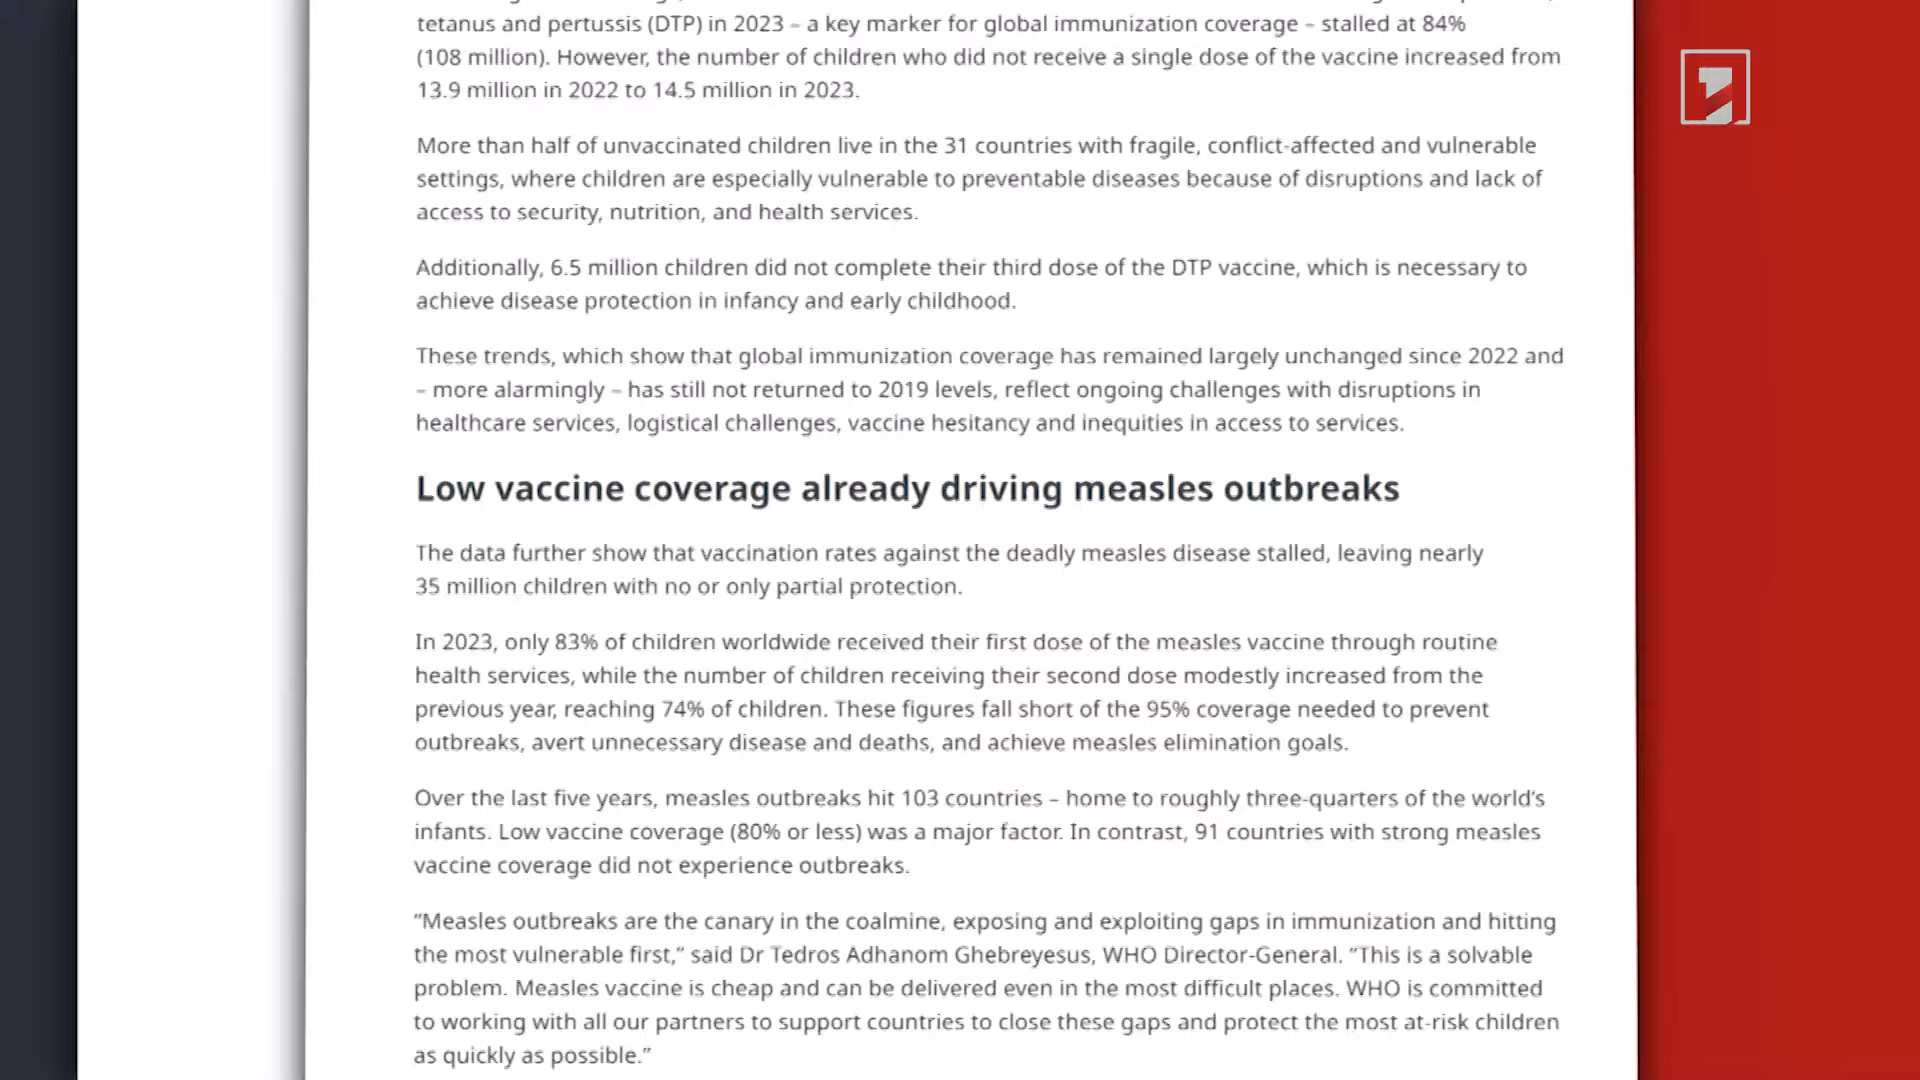 tetanus and pertussis (DTP) in 2023 – a key marker for global immunization coverage – stalled at 84%
(108 million). However, the number of children who did not receive a single dose of the vaccine increased from
13.9 million in 2022 to 14.5 million in 2023.
More than half of unvaccinated children live in the 31 countries with fragile, conflict-affected and vulnerable
settings, where children are especially vulnerable to preventable diseases because of disruptions and lack of
access to security, nutrition, and health services.
Additionally, 6.5 million children did not complete their third dose of the DTP vaccine, which is necessary to
achieve disease protection in infancy and early childhood.
These trends, which show that global immunization coverage has remained largely unchanged since 2022 and
– more alarmingly – has still not returned to 2019 levels, reflect ongoing challenges with disruptions in
healthcare services, logistical challenges, vaccine hesitancy and inequities in access to services.
Low vaccine coverage already driving measles outbreaks
The data further show that vaccination rates against the deadly measles disease stalled, leaving nearly
35 million children with no or only partial protection.
In 2023, only 83% of children worldwide received their first dose of the measles vaccine through routine
health services, while the number of children receiving their second dose modestly increased from the
previous year, reaching 74% of children. These figures fall short of the 95% coverage needed to prevent
outbreaks, avert unnecessary disease and deaths, and achieve measles elimination goals.
Over the last five years, measles outbreaks hit 103 countries – home to roughly three-quarters of the world's
infants. Low vaccine coverage (80% or less) was a major factor. In contrast, 91 countries with strong measles
vaccine coverage did not experience outbreaks.
“Measles outbreaks are the canary in the coalmine, exposing and exploiting gaps in immunization and hitting
the most vulnerable first,” said Dr Tedros Adhanom Ghebreyesus, WHO Director-General. “This is a solvable
problem. Measles vaccine is cheap and can be delivered even in the most difficult places. WHO is committed
to working with all our partners to support countries to close these gaps and protect the most at-risk children
as quickly as possible.”